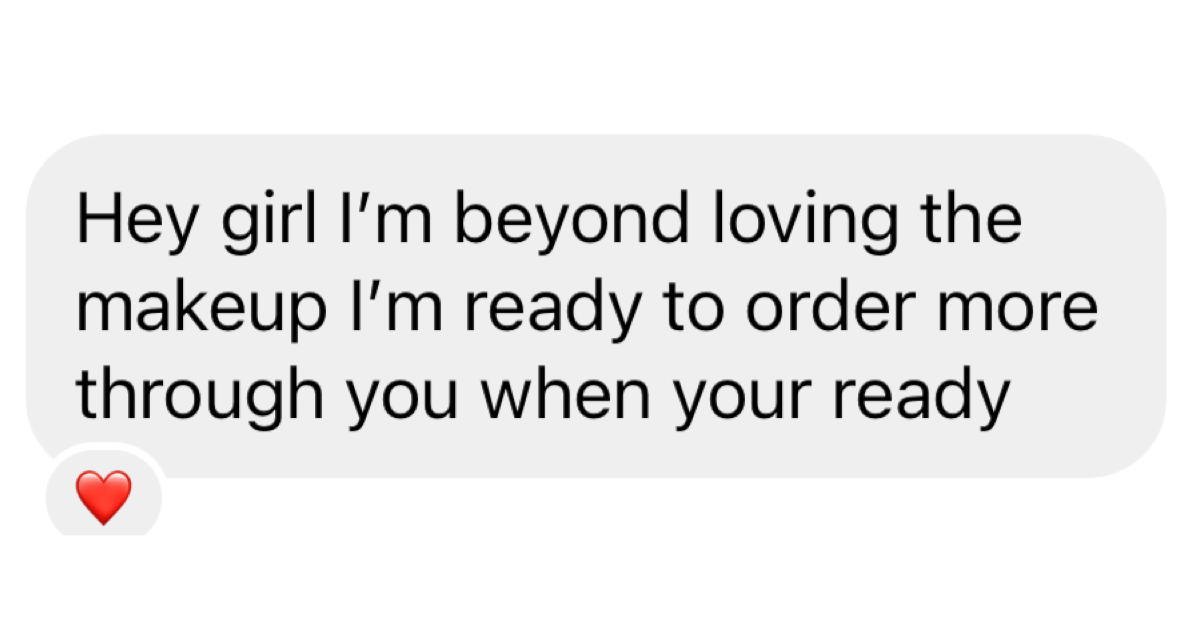 Hey girl I’m beyond loving the
makeup I’m ready to order more
through you when your ready